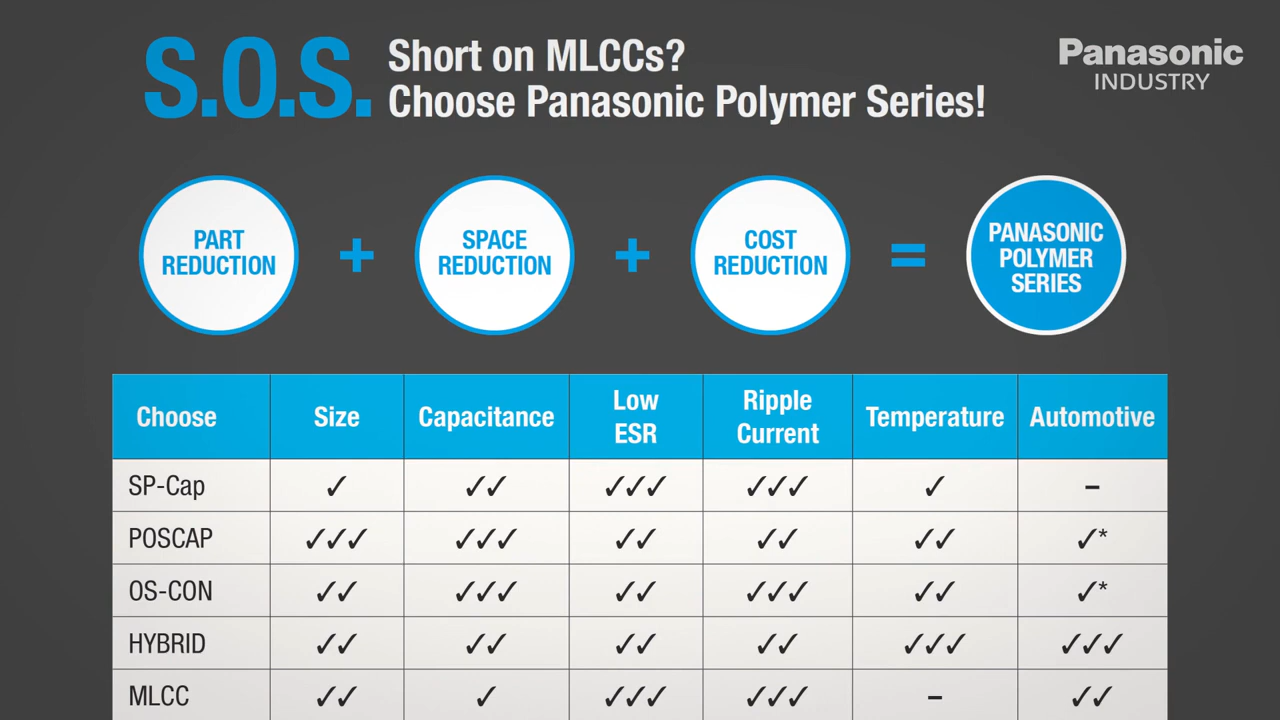 S.O.S.
Short on MLCCs?
Choose Panasonic Polymer Series!
Panasonic
INDUSTRY
PART
REDUCTION
+
SPACE
REDUCTION
+
COST
REDUCTION
=
PANASONIC
POLYMER
SERIES
Choose Size Capacitance Low ESR Ripple Current Temperature Automotive
SP-Cap ✓ ✓✓ ✓✓✓ ✓✓✓ ✓ –
POSCAP ✓✓✓ ✓✓✓ ✓✓ ✓✓ ✓✓ ✓*
OS-CON ✓✓ ✓✓✓ ✓✓ ✓✓✓ ✓✓ ✓*
HYBRID ✓✓ ✓✓ ✓✓ ✓✓ ✓✓✓ ✓✓✓
MLCC ✓✓ ✓ ✓✓✓ ✓✓✓ – ✓✓